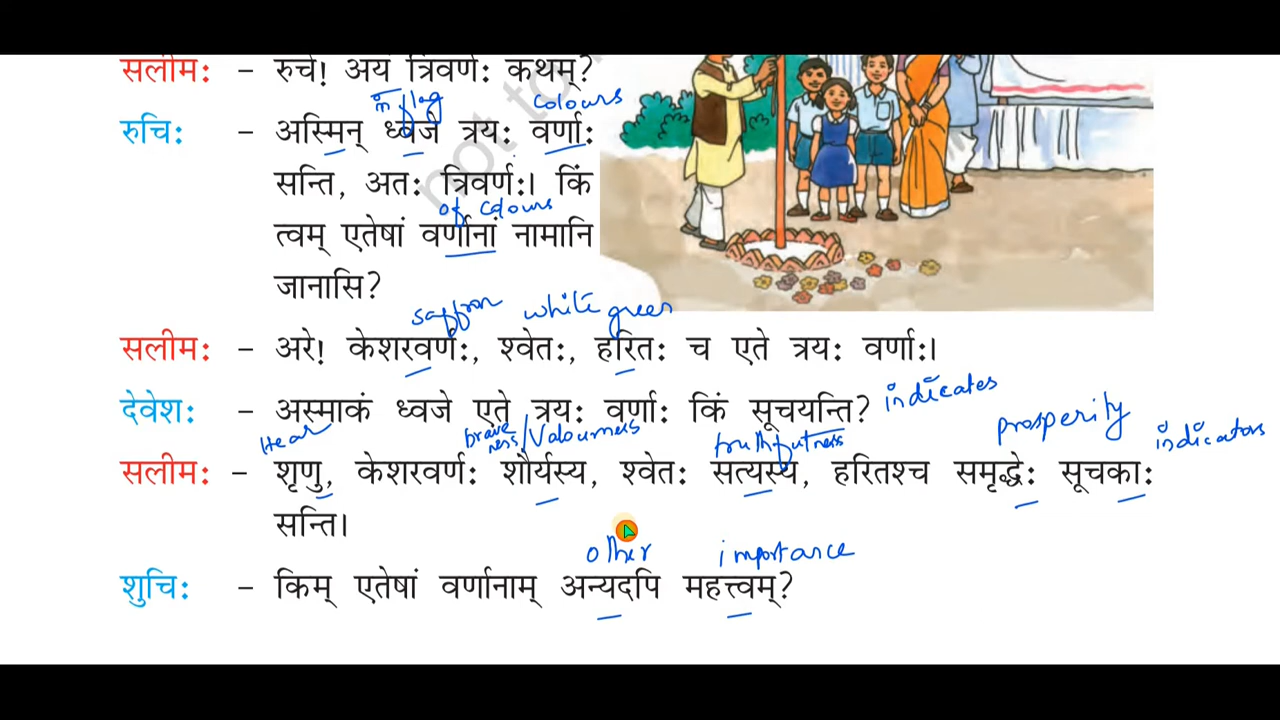 सलीमः – रुचे! अयं त्रिवर्णः कथम्?
in flag colours
रुचिः – अस्मिन् ध्वजे त्रयः वर्णाः
सन्ति, अतः त्रिवर्णः। किं
of colours
त्वम् एतेषां वर्णानां नामानि
जानासि?
saffron white green
सलीमः – अरे! केशरवर्णः, श्वेतः, हरितः च एते त्रयः वर्णाः।
indicates
देवेशः – अस्माकं ध्वजे एते त्रयः वर्णाः किं सूचयन्ति?
Hear braveness/Valourness truthfulness prosperity indicators
सलीमः – शृणु, केशरवर्णः शौर्यस्य, श्वेतः सत्यस्य, हरितश्च समृद्धेः सूचकाः
सन्ति।
other importance
शुचिः – किम् एतेषां वर्णानाम् अन्यदपि महत्त्वम्?
not to